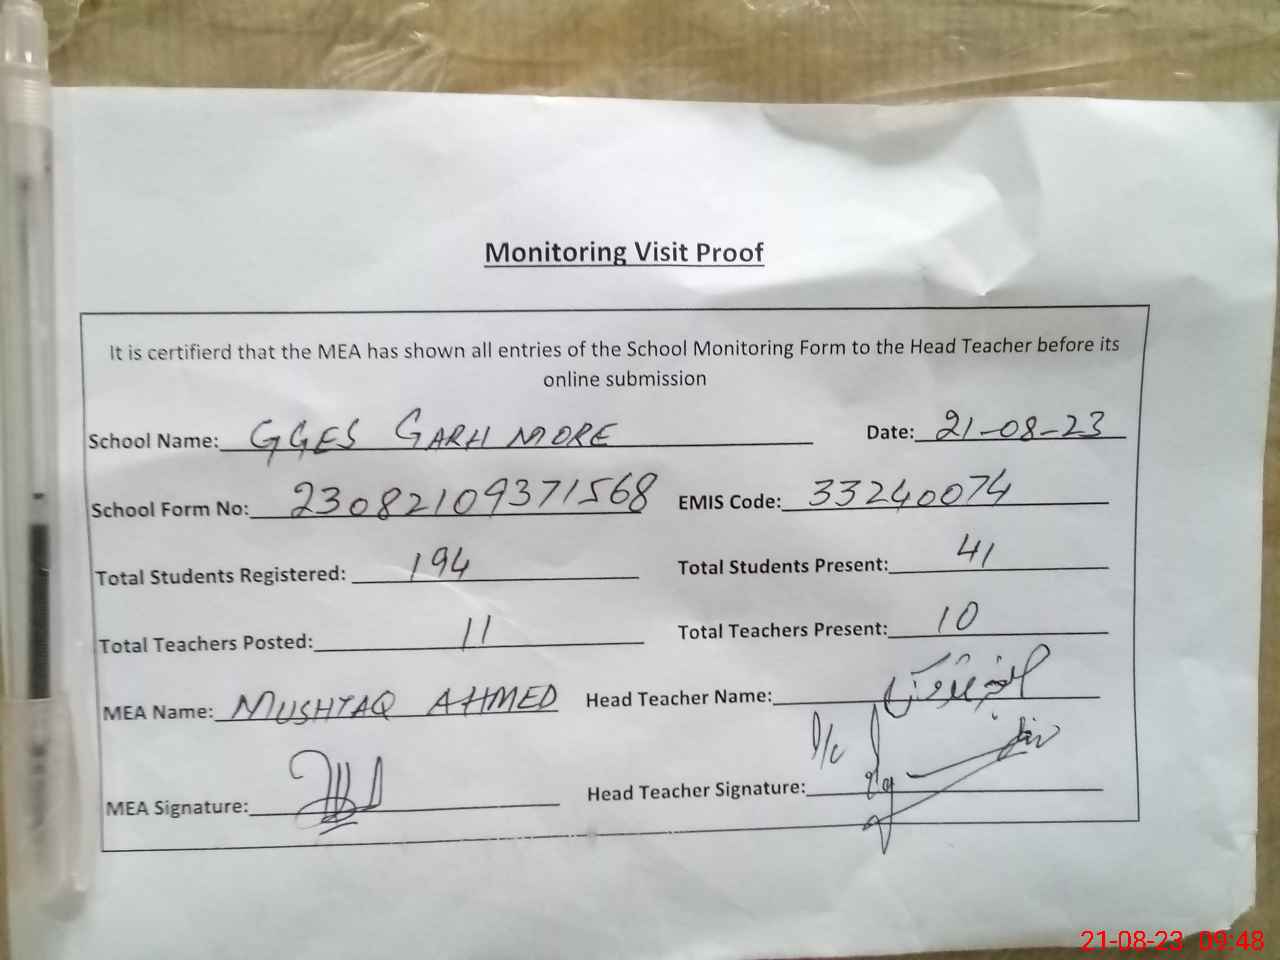 Monitoring Visit Proof
It is certifierd that the MEA has shown all entries of the School Monitoring Form to the Head Teacher before its
online submission
School Name: GGES GARH MORE Date: 21-08-23
School Form No: 23082109371568 EMIS Code: 33240074
Total Students Registered: 194 Total Students Present: 41
Total Teachers Posted: 11 Total Teachers Present: 10
MEA Name: MUSHTAQ AHMED Head Teacher Name:
I/c
MEA Signature: Head Teacher Signature:
21-08-23 09:48